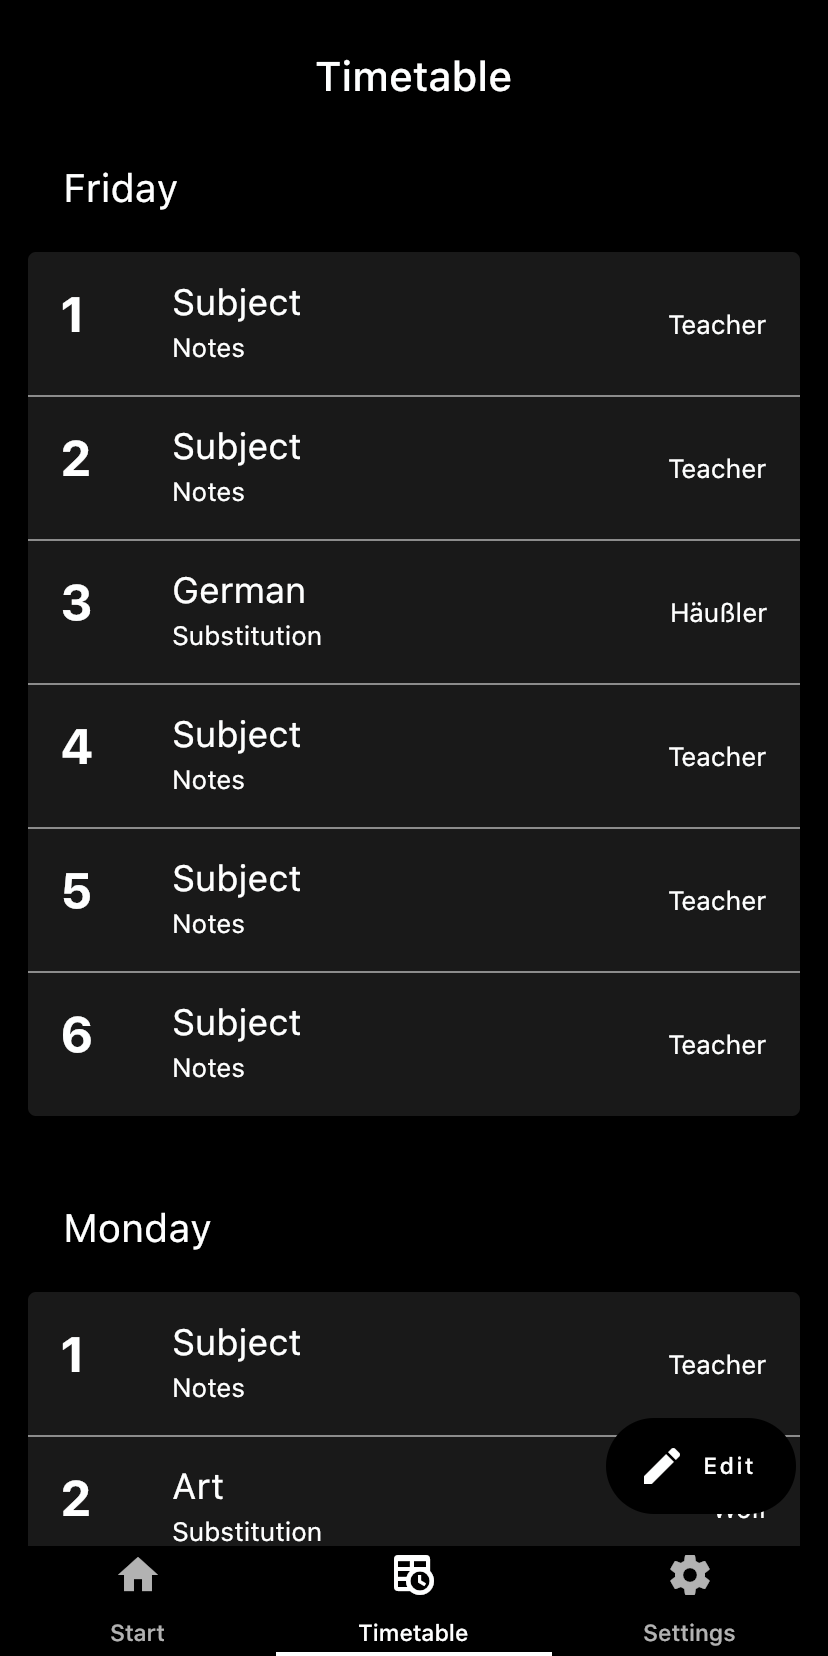 Timetable
Friday
1
Subject
Notes
Teacher
2
Subject
Notes
Teacher
3
German
Substitution
Häußler
4
Subject
Notes
Teacher
5
Subject
Notes
Teacher
6
Subject
Notes
Teacher
Monday
1
Subject
Notes
Teacher
2
Art
Substitution
Edit
Start
Timetable
Settings